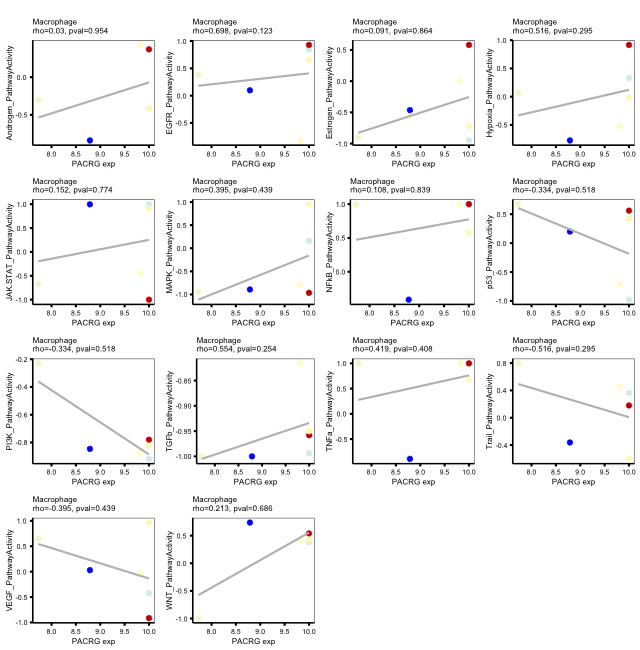 Macrophage
rho=0.03, pval=0.954
Androgen_PathwayActivity
0.0
-0.5
8.0 8.5 9.0 9.5 10.0
PACRG exp
Macrophage
rho=0.698, pval=0.123
EGFR_PathwayActivity
1.0
0.5
0.0
-0.5
8.0 8.5 9.0 9.5 10.0
PACRG exp
Macrophage
rho=0.091, pval=0.864
Estrogen_PathwayActivity
0.5
0.0
-0.5
-1.0
8.0 8.5 9.0 9.5 10.0
PACRG exp
Macrophage
rho=0.516, pval=0.295
Hypoxia_PathwayActivity
1.0
0.5
0.0
-0.5
8.0 8.5 9.0 9.5 10.0
PACRG exp
Macrophage
rho=0.152, pval=0.774
JAK.STAT_PathwayActivity
1.0
0.5
0.0
-0.5
-1.0
8.0 8.5 9.0 9.5 10.0
PACRG exp
Macrophage
rho=0.395, pval=0.439
MAPK_PathwayActivity
1.0
0.5
0.0
-0.5
-1.0
8.0 8.5 9.0 9.5 10.0
PACRG exp
Macrophage
rho=0.108, pval=0.839
NFkB_PathwayActivity
1.0
0.5
0.0
8.0 8.5 9.0 9.5 10.0
PACRG exp
Macrophage
rho=-0.334, pval=0.518
p53_PathwayActivity
0.5
0.0
-0.5
-1.0
8.0 8.5 9.0 9.5 10.0
PACRG exp
Macrophage
rho=-0.334, pval=0.518
PI3K_PathwayActivity
-0.2
-0.4
-0.6
-0.8
8.0 8.5 9.0 9.5 10.0
PACRG exp
Macrophage
rho=0.554, pval=0.254
TGFb_PathwayActivity
-0.85
-0.90
-0.95
-1.00
8.0 8.5 9.0 9.5 10.0
PACRG exp
Macrophage
rho=0.419, pval=0.408
TNFa_PathwayActivity
1.0
0.5
0.0
-0.5
8.0 8.5 9.0 9.5 10.0
PACRG exp
Macrophage
rho=-0.516, pval=0.295
Trail_PathwayActivity
0.8
0.4
0.0
-0.4
8.0 8.5 9.0 9.5 10.0
PACRG exp
Macrophage
rho=-0.395, pval=0.439
VEGF_PathwayActivity
1.0
0.5
0.0
-0.5
-1.0
8.0 8.5 9.0 9.5 10.0
PACRG exp
Macrophage
rho=0.213, pval=0.686
WNT_PathwayActivity
0.5
0.0
-0.5
-1.0
8.0 8.5 9.0 9.5 10.0
PACRG exp